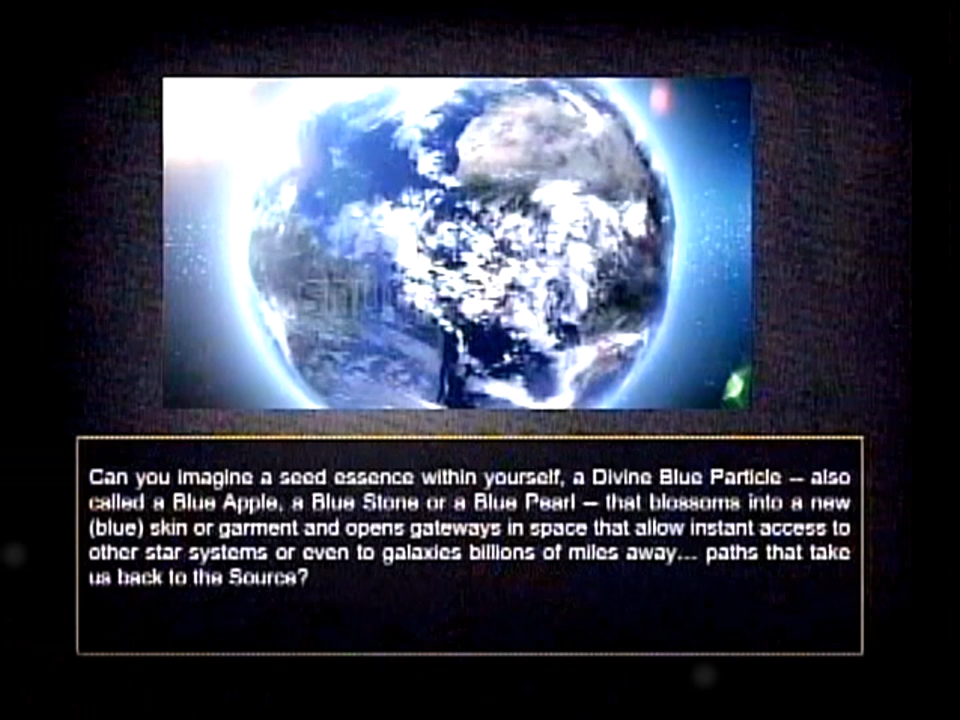 Can you imagine a seed essence within yourself, a Divine Blue Particle – also
called a Blue Apple, a Blue Stone or a Blue Pearl – that blossoms into a new
(blue) skin or garment and opens gateways in space that allow instant access to
other star systems or even to galaxies billions of miles away... paths that take
us back to the Source?